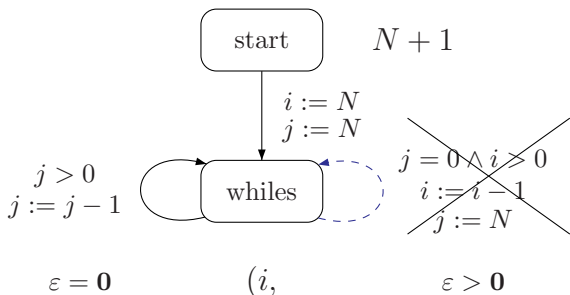 start
N + 1
i := N
j := N
j > 0
j := j − 1
whiles
j = 0 ∧ i > 0
i := i − 1
j := N
ε = 0
(i,
ε > 0